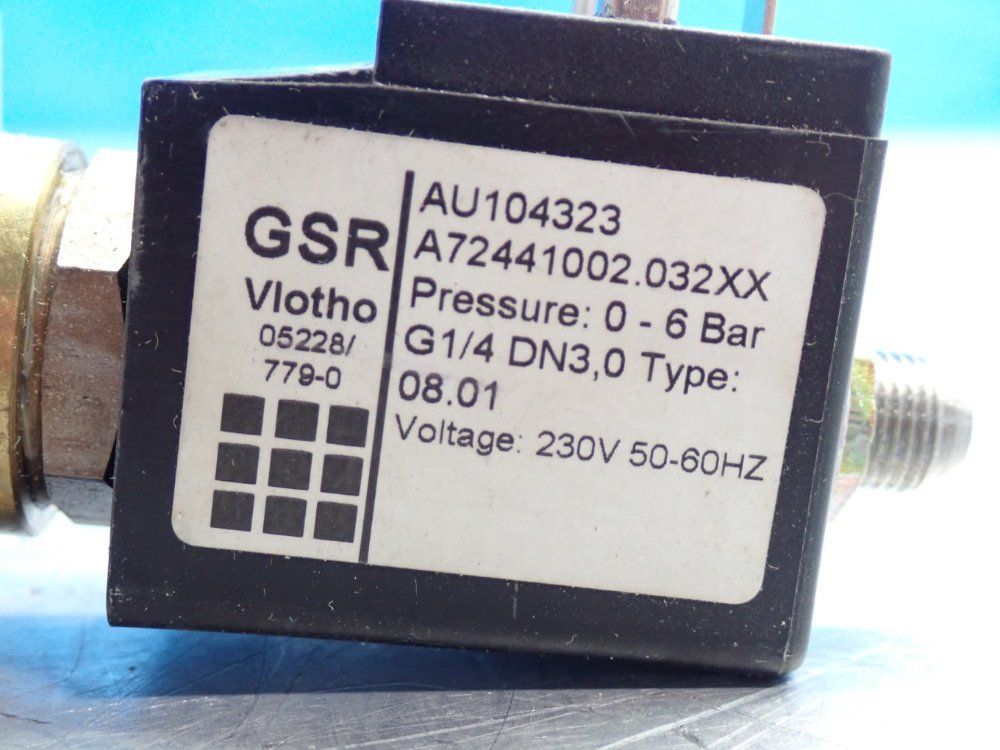 GSR
Vlotho
05228/
779-0
AU104323
A72441002.032XX
Pressure: 0 - 6 Bar
G1/4 DN3,0 Type:
08.01
Voltage: 230V 50-60HZ